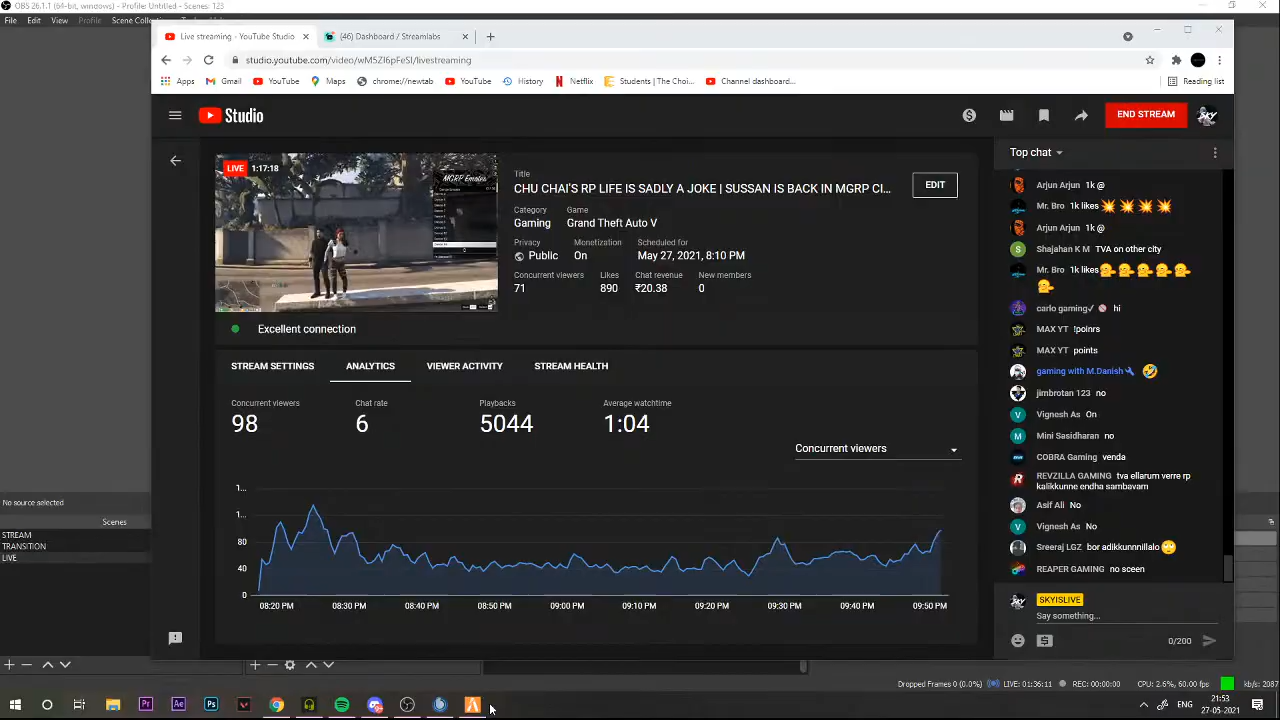 OBS 26.1.1 (64-bit, windows) - Profile: Untitled - Scenes: 123
File Edit View Profile Scene Collection
Live streaming - YouTube Studio
(46) Dashboard / Streamlabs
studio.youtube.com/video/wM5ZI6pFeSI/livestreaming
Apps Gmail YouTube Maps chrome://newtab YouTube History Netflix Students | The Choi... Channel dashboard... Reading list
Studio
END STREAM
LIVE 1:17:18
MGRP Emotes
Title
CHU CHAI'S RP LIFE IS SADLY A JOKE | SUSSAN IS BACK IN MGRP CI...
EDIT
Category Game
Gaming Grand Theft Auto V
Privacy Monetization Scheduled for
Public On May 27, 2021, 8:10 PM
Concurrent viewers Likes Chat revenue New members
71 890 ₹20.38 0
Excellent connection
STREAM SETTINGS ANALYTICS VIEWER ACTIVITY STREAM HEALTH
Concurrent viewers Chat rate Playbacks Average watchtime
98 6 5044 1:04
Concurrent viewers
1...
1...
80
40
0
08:20 PM 08:30 PM 08:40 PM 08:50 PM 09:00 PM 09:10 PM 09:20 PM 09:30 PM 09:40 PM 09:50 PM
Top chat
Arjun Arjun 1k @
Mr. Bro 1k likes💥💥💥💥
Arjun Arjun 1k @
Shajahan K M TVA on other city
Mr. Bro 1k likes🫠🫠🫠🫠🫠
🫠
carlo gaming✓ hi
MAX YT !poinrs
MAX YT points
gaming with M.Danish 🤣
jimbrotan 123 no
Vignesh As On
Mini Sasidharan no
COBRA Gaming venda
REVZILLA GAMING tva ellarum verre rp
kalikkunne endha sambavam
Asif Ali No
Vignesh As No
Sreeraj LGZ bor adikkunnnillalo🙄
REAPER GAMING no sceen
SKYISLIVE
Say something...
0/200
No source selected
Scenes
STREAM
TRANSITION
LIVE
Dropped Frames 0 (0.0%) LIVE: 01:36:11 REC: 00:00:00 CPU: 2.6%, 60.00 fps kb/s: 2087
ENG
21:53
27-05-2021